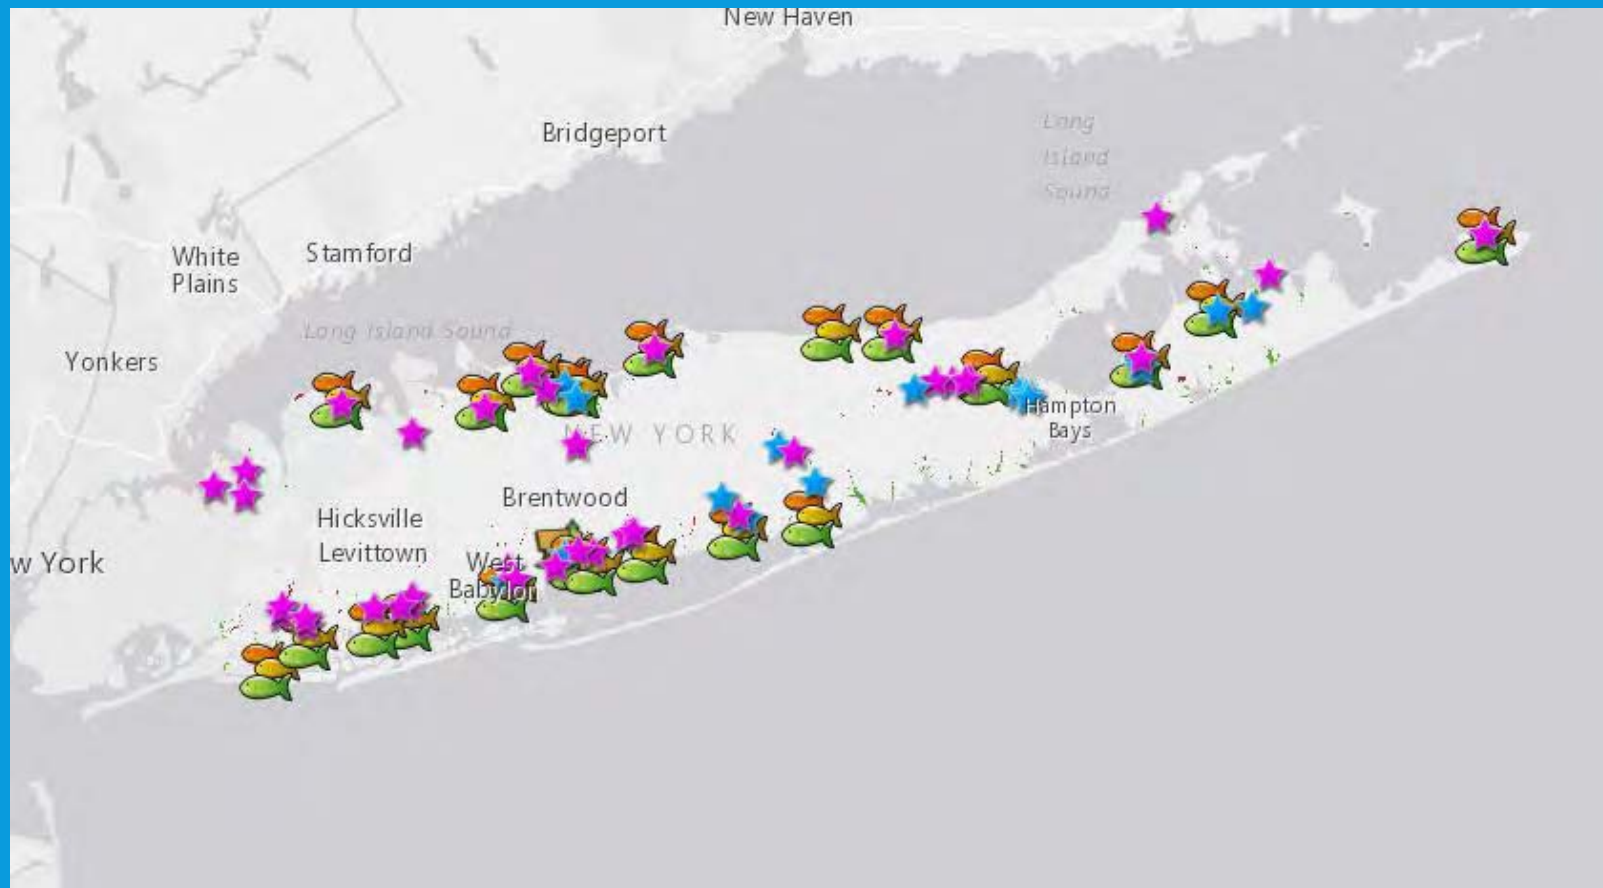 New Haven
Bridgeport
Long
Island
Sound
White
Plains
Stamford
Long Island Sound
Yonkers
Hampton
Bays
NEW YORK
Brentwood
Hicksville
Levittown
West
Babylon
w York